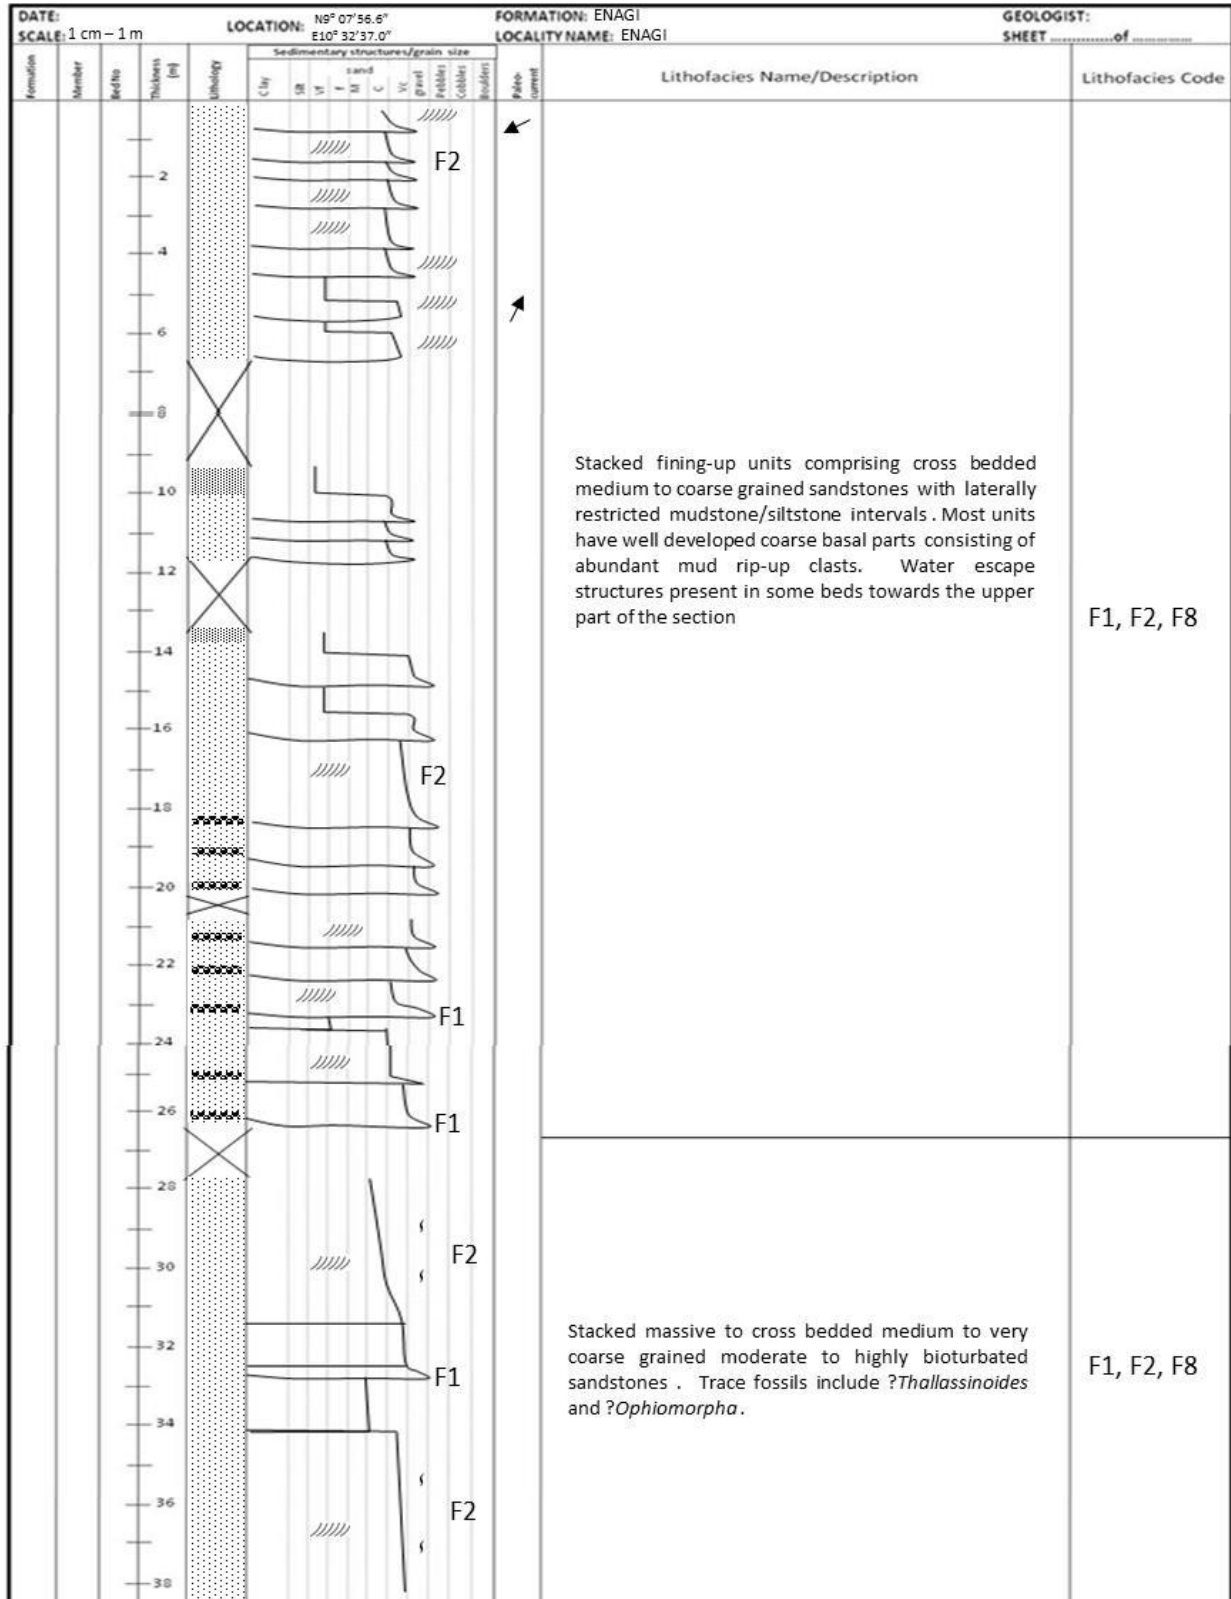 DATE:
LOCATION: N9° 07'56.6"
E10° 32'37.0"
FORMATION: ENAGI
GEOLOGIST:
SCALE: 1 cm – 1 m
LOCALITY NAME: ENAGI
SHEET ..............of ..............
Formation
Member
Bed No
Thickness (m)
Lithology
Sedimentary structures/grain size
sand
Clay
Silt
Vf
f
M
C
Vc
gravel
Pebbles
Cobbles
Boulders
Paleo-current
Lithofacies Name/Description
Lithofacies Code
F2
2
4
6
8
10
12
14
16
F2
18
20
22
F1
24
26
F1
28
F2
30
32
F1
34
36
F2
38
Stacked fining-up units comprising cross bedded
medium to coarse grained sandstones with laterally
restricted mudstone/siltstone intervals . Most units
have well developed coarse basal parts consisting of
abundant mud rip-up clasts. Water escape
structures present in some beds towards the upper
part of the section
F1, F2, F8
Stacked massive to cross bedded medium to very
coarse grained moderate to highly bioturbated
sandstones . Trace fossils include ?Thallassinoides
and ?Ophiomorpha.
F1, F2, F8